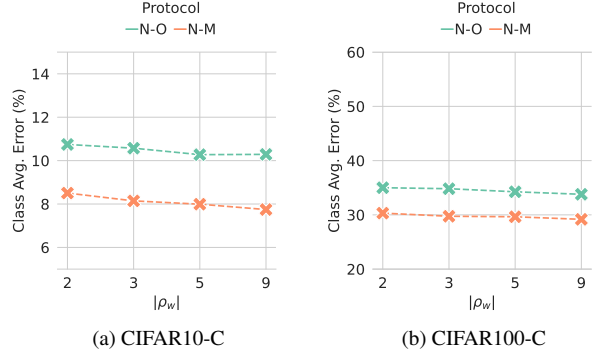 Protocol
N-O N-M
Class Avg. Error (%)
14
12
10
8
6
2 3 5 9
|ρw|
(a) CIFAR10-C
Protocol
N-O N-M
Class Avg. Error (%)
60
50
40
30
20
2 3 5 9
|ρw|
(b) CIFAR100-C